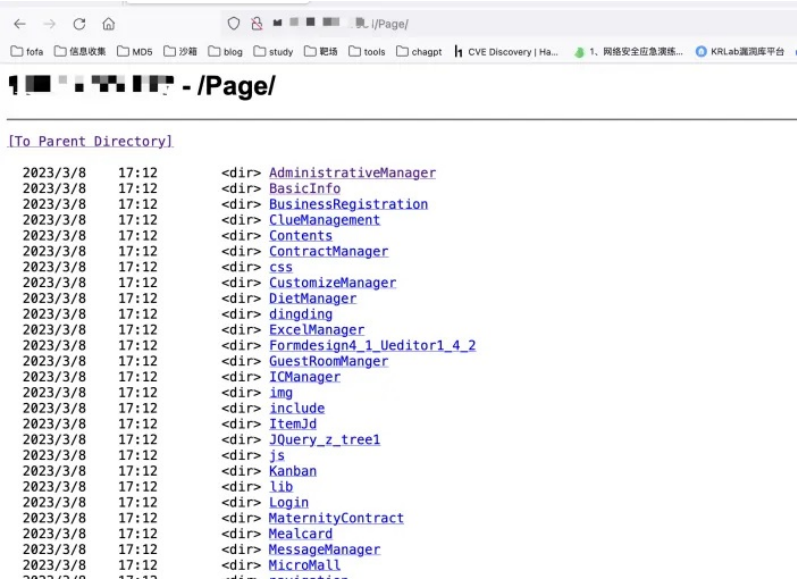 i/Page/
fofa 信息收集 MD5 沙箱 blog study 靶场 tools chagpt CVE Discovery | Ha... 1、网络安全应急演练... KRLab漏洞库平台
- /Page/
[To Parent Directory]
2023/3/8 17:12 <dir> AdministrativeManager
2023/3/8 17:12 <dir> BasicInfo
2023/3/8 17:12 <dir> BusinessRegistration
2023/3/8 17:12 <dir> ClueManagement
2023/3/8 17:12 <dir> Contents
2023/3/8 17:12 <dir> ContractManager
2023/3/8 17:12 <dir> css
2023/3/8 17:12 <dir> CustomizeManager
2023/3/8 17:12 <dir> DietManager
2023/3/8 17:12 <dir> dingding
2023/3/8 17:12 <dir> ExcelManager
2023/3/8 17:12 <dir> Formdesign4_1_Ueditor1_4_2
2023/3/8 17:12 <dir> GuestRoomManger
2023/3/8 17:12 <dir> ICManager
2023/3/8 17:12 <dir> img
2023/3/8 17:12 <dir> include
2023/3/8 17:12 <dir> ItemJd
2023/3/8 17:12 <dir> JQuery_z_tree1
2023/3/8 17:12 <dir> js
2023/3/8 17:12 <dir> Kanban
2023/3/8 17:12 <dir> lib
2023/3/8 17:12 <dir> Login
2023/3/8 17:12 <dir> MaternityContract
2023/3/8 17:12 <dir> Mealcard
2023/3/8 17:12 <dir> MessageManager
2023/3/8 17:12 <dir> MicroMall